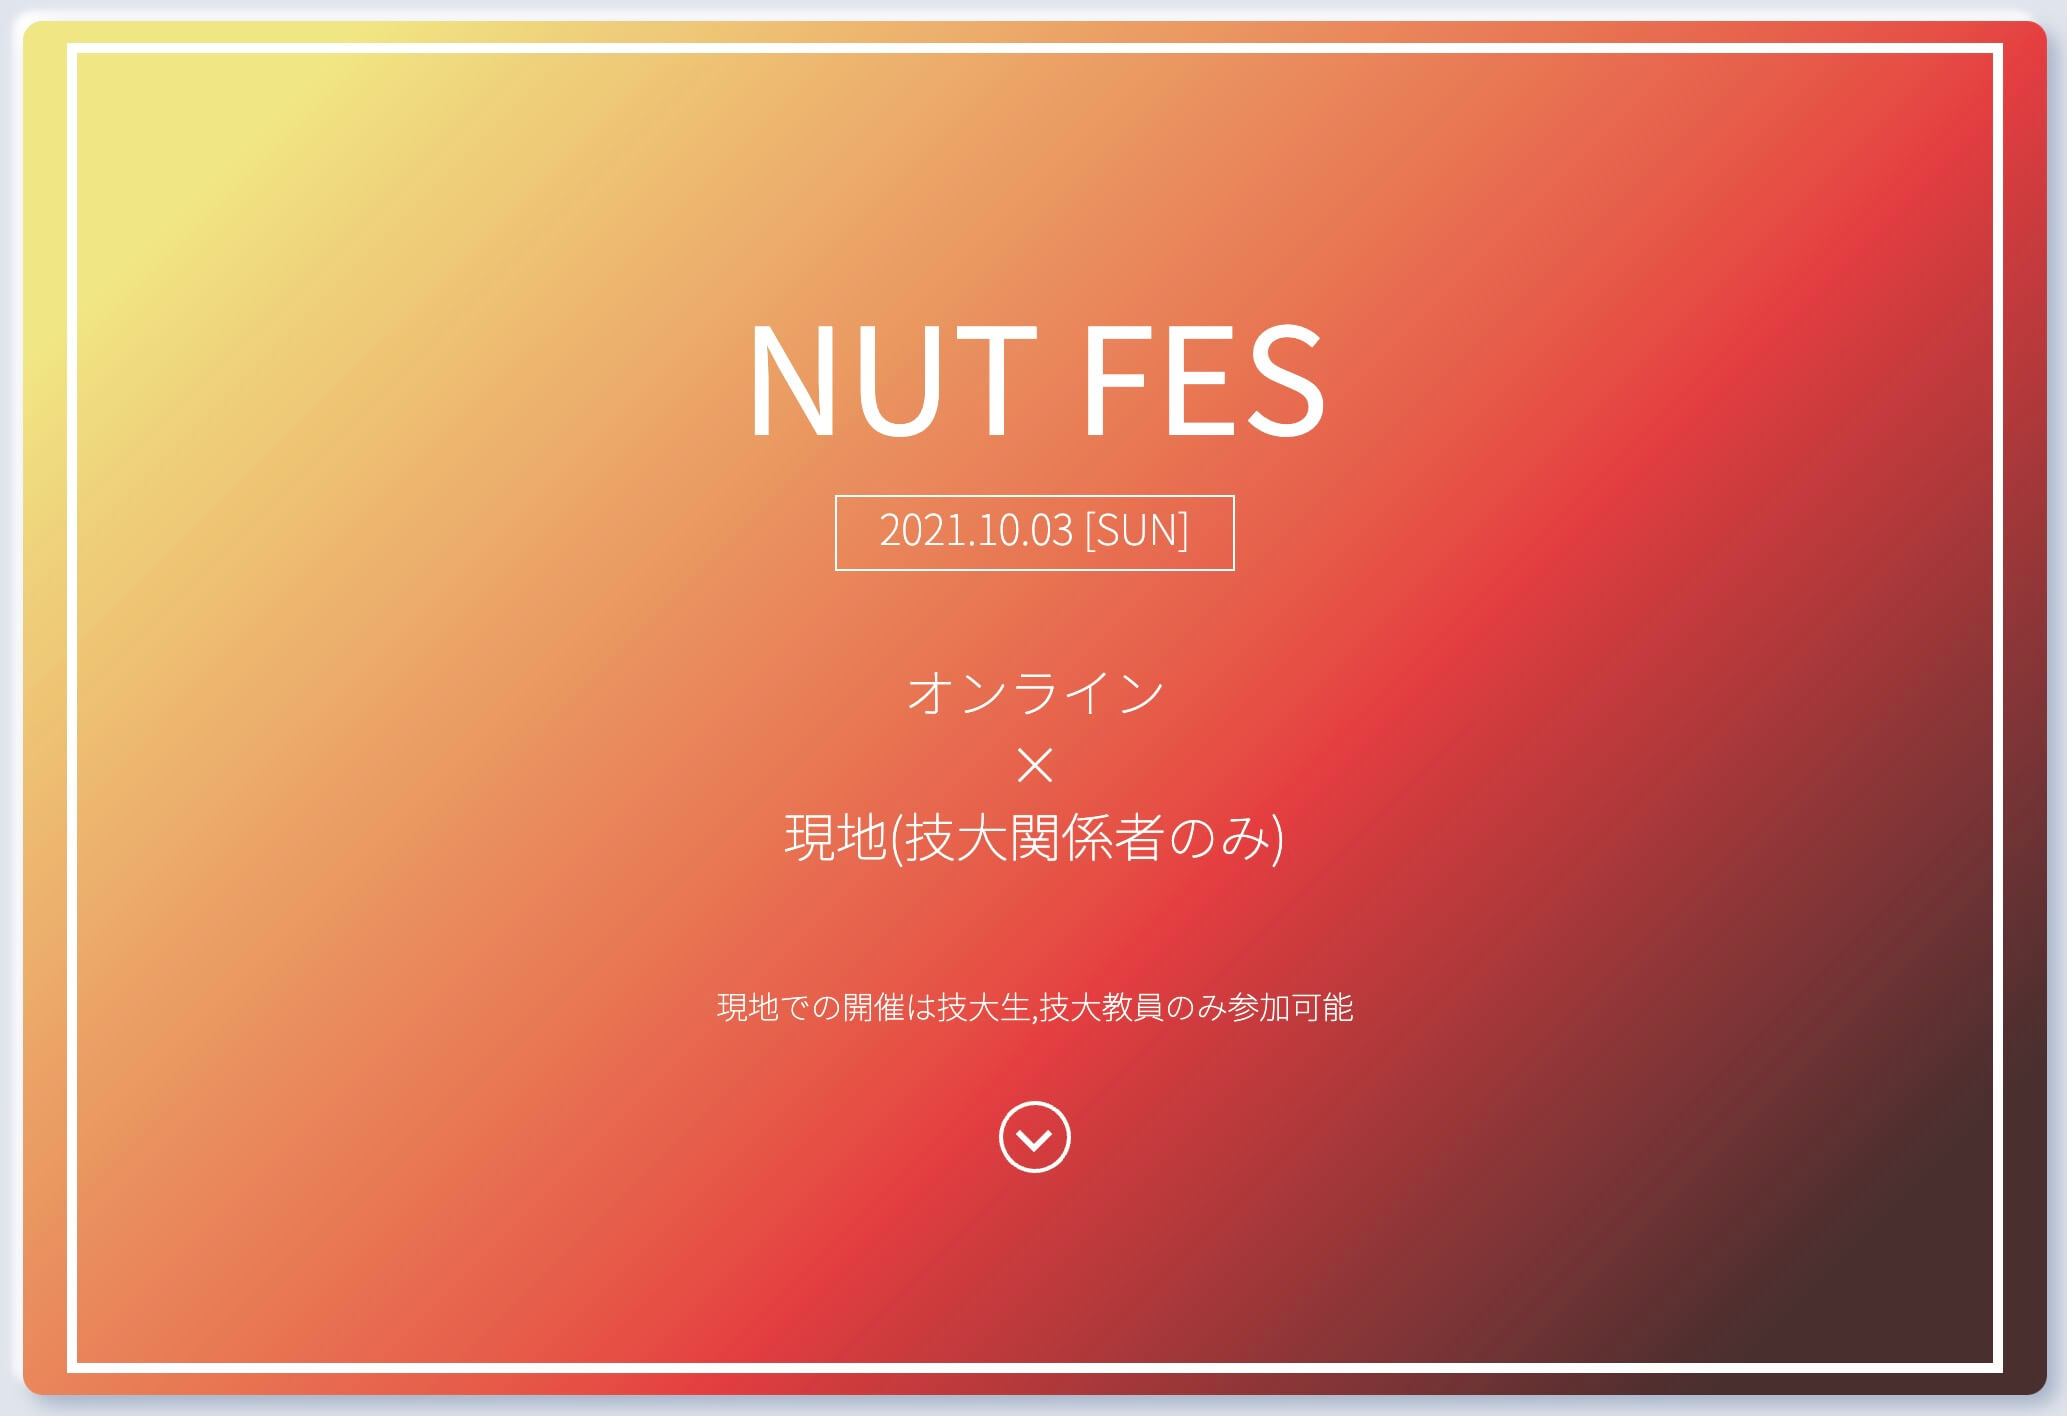 NUT FES
2021.10.03 [SUN]
オンライン
×
現地(技大関係者のみ)
現地での開催は技大生,技大教員のみ参加可能